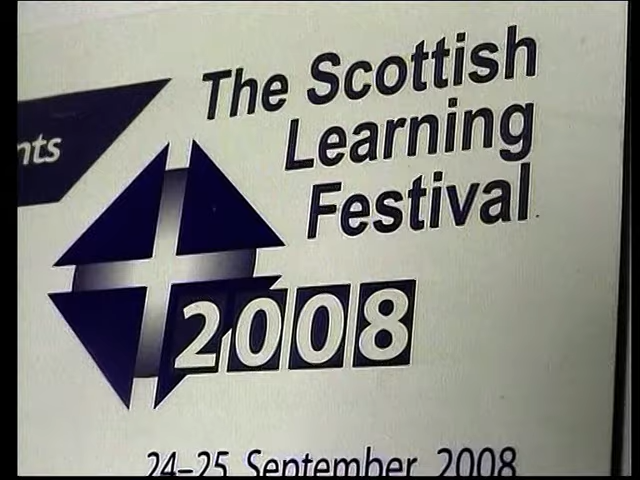 The Scottish
Learning
nts
Festival
2008
24-25 September 2008